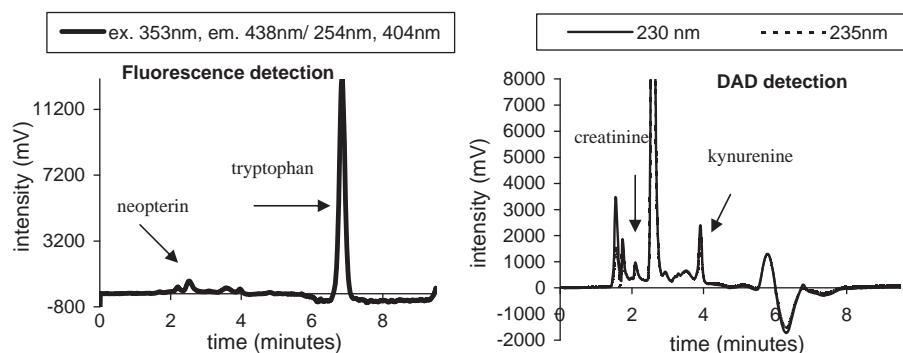 ex. 353nm, em. 438nm/ 254nm, 404nm
Fluorescence detection
intensity (mV)
11200
7200
3200
-800
tryptophan
neopterin
0 2 4 6 8
time (minutes)
230 nm 235nm
DAD detection
intensity (mV)
8000
7000
6000
5000
4000
3000
2000
1000
0
-1000
-2000
creatinine
kynurenine
0 2 4 6 8
time (minutes)